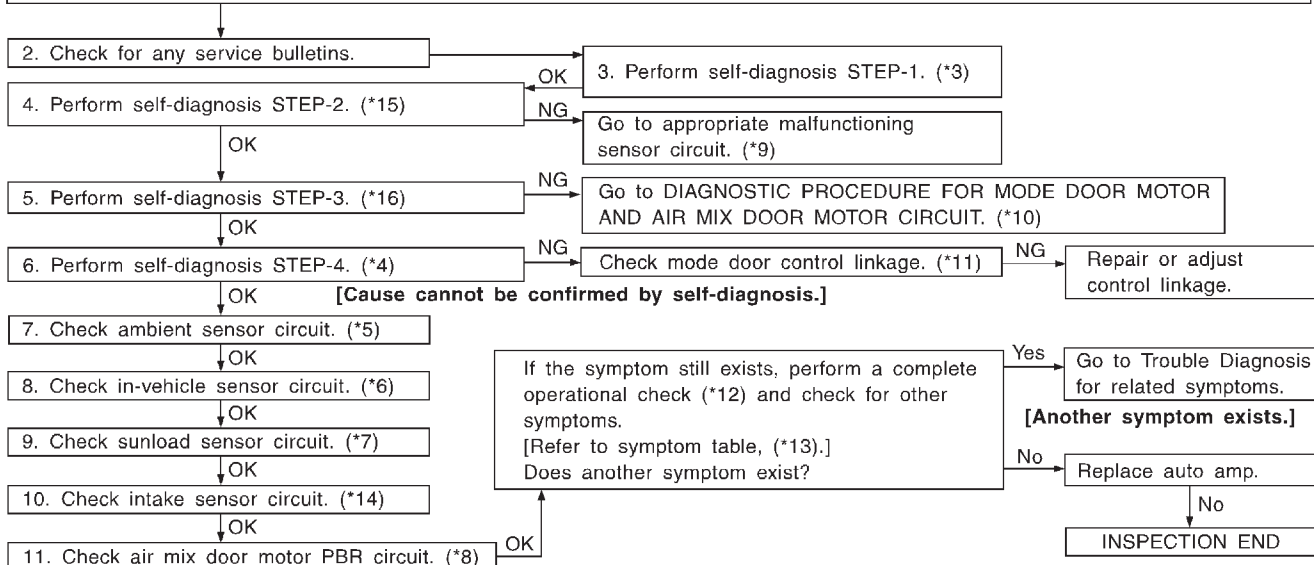 2. Check for any service bulletins.
3. Perform self-diagnosis STEP-1. (*3)
OK
4. Perform self-diagnosis STEP-2. (*15)
NG
Go to appropriate malfunctioning
sensor circuit. (*9)
OK
5. Perform self-diagnosis STEP-3. (*16)
NG
Go to DIAGNOSTIC PROCEDURE FOR MODE DOOR MOTOR
AND AIR MIX DOOR MOTOR CIRCUIT. (*10)
OK
6. Perform self-diagnosis STEP-4. (*4)
NG
Check mode door control linkage. (*11)
NG
Repair or adjust
control linkage.
OK
[Cause cannot be confirmed by self-diagnosis.]
7. Check ambient sensor circuit. (*5)
OK
8. Check in-vehicle sensor circuit. (*6)
OK
9. Check sunload sensor circuit. (*7)
OK
10. Check intake sensor circuit. (*14)
OK
11. Check air mix door motor PBR circuit. (*8)
OK
If the symptom still exists, perform a complete
operational check (*12) and check for other
symptoms.
[Refer to symptom table, (*13).]
Does another symptom exist?
Yes
Go to Trouble Diagnosis
for related symptoms.
[Another symptom exists.]
No
Replace auto amp.
No
INSPECTION END